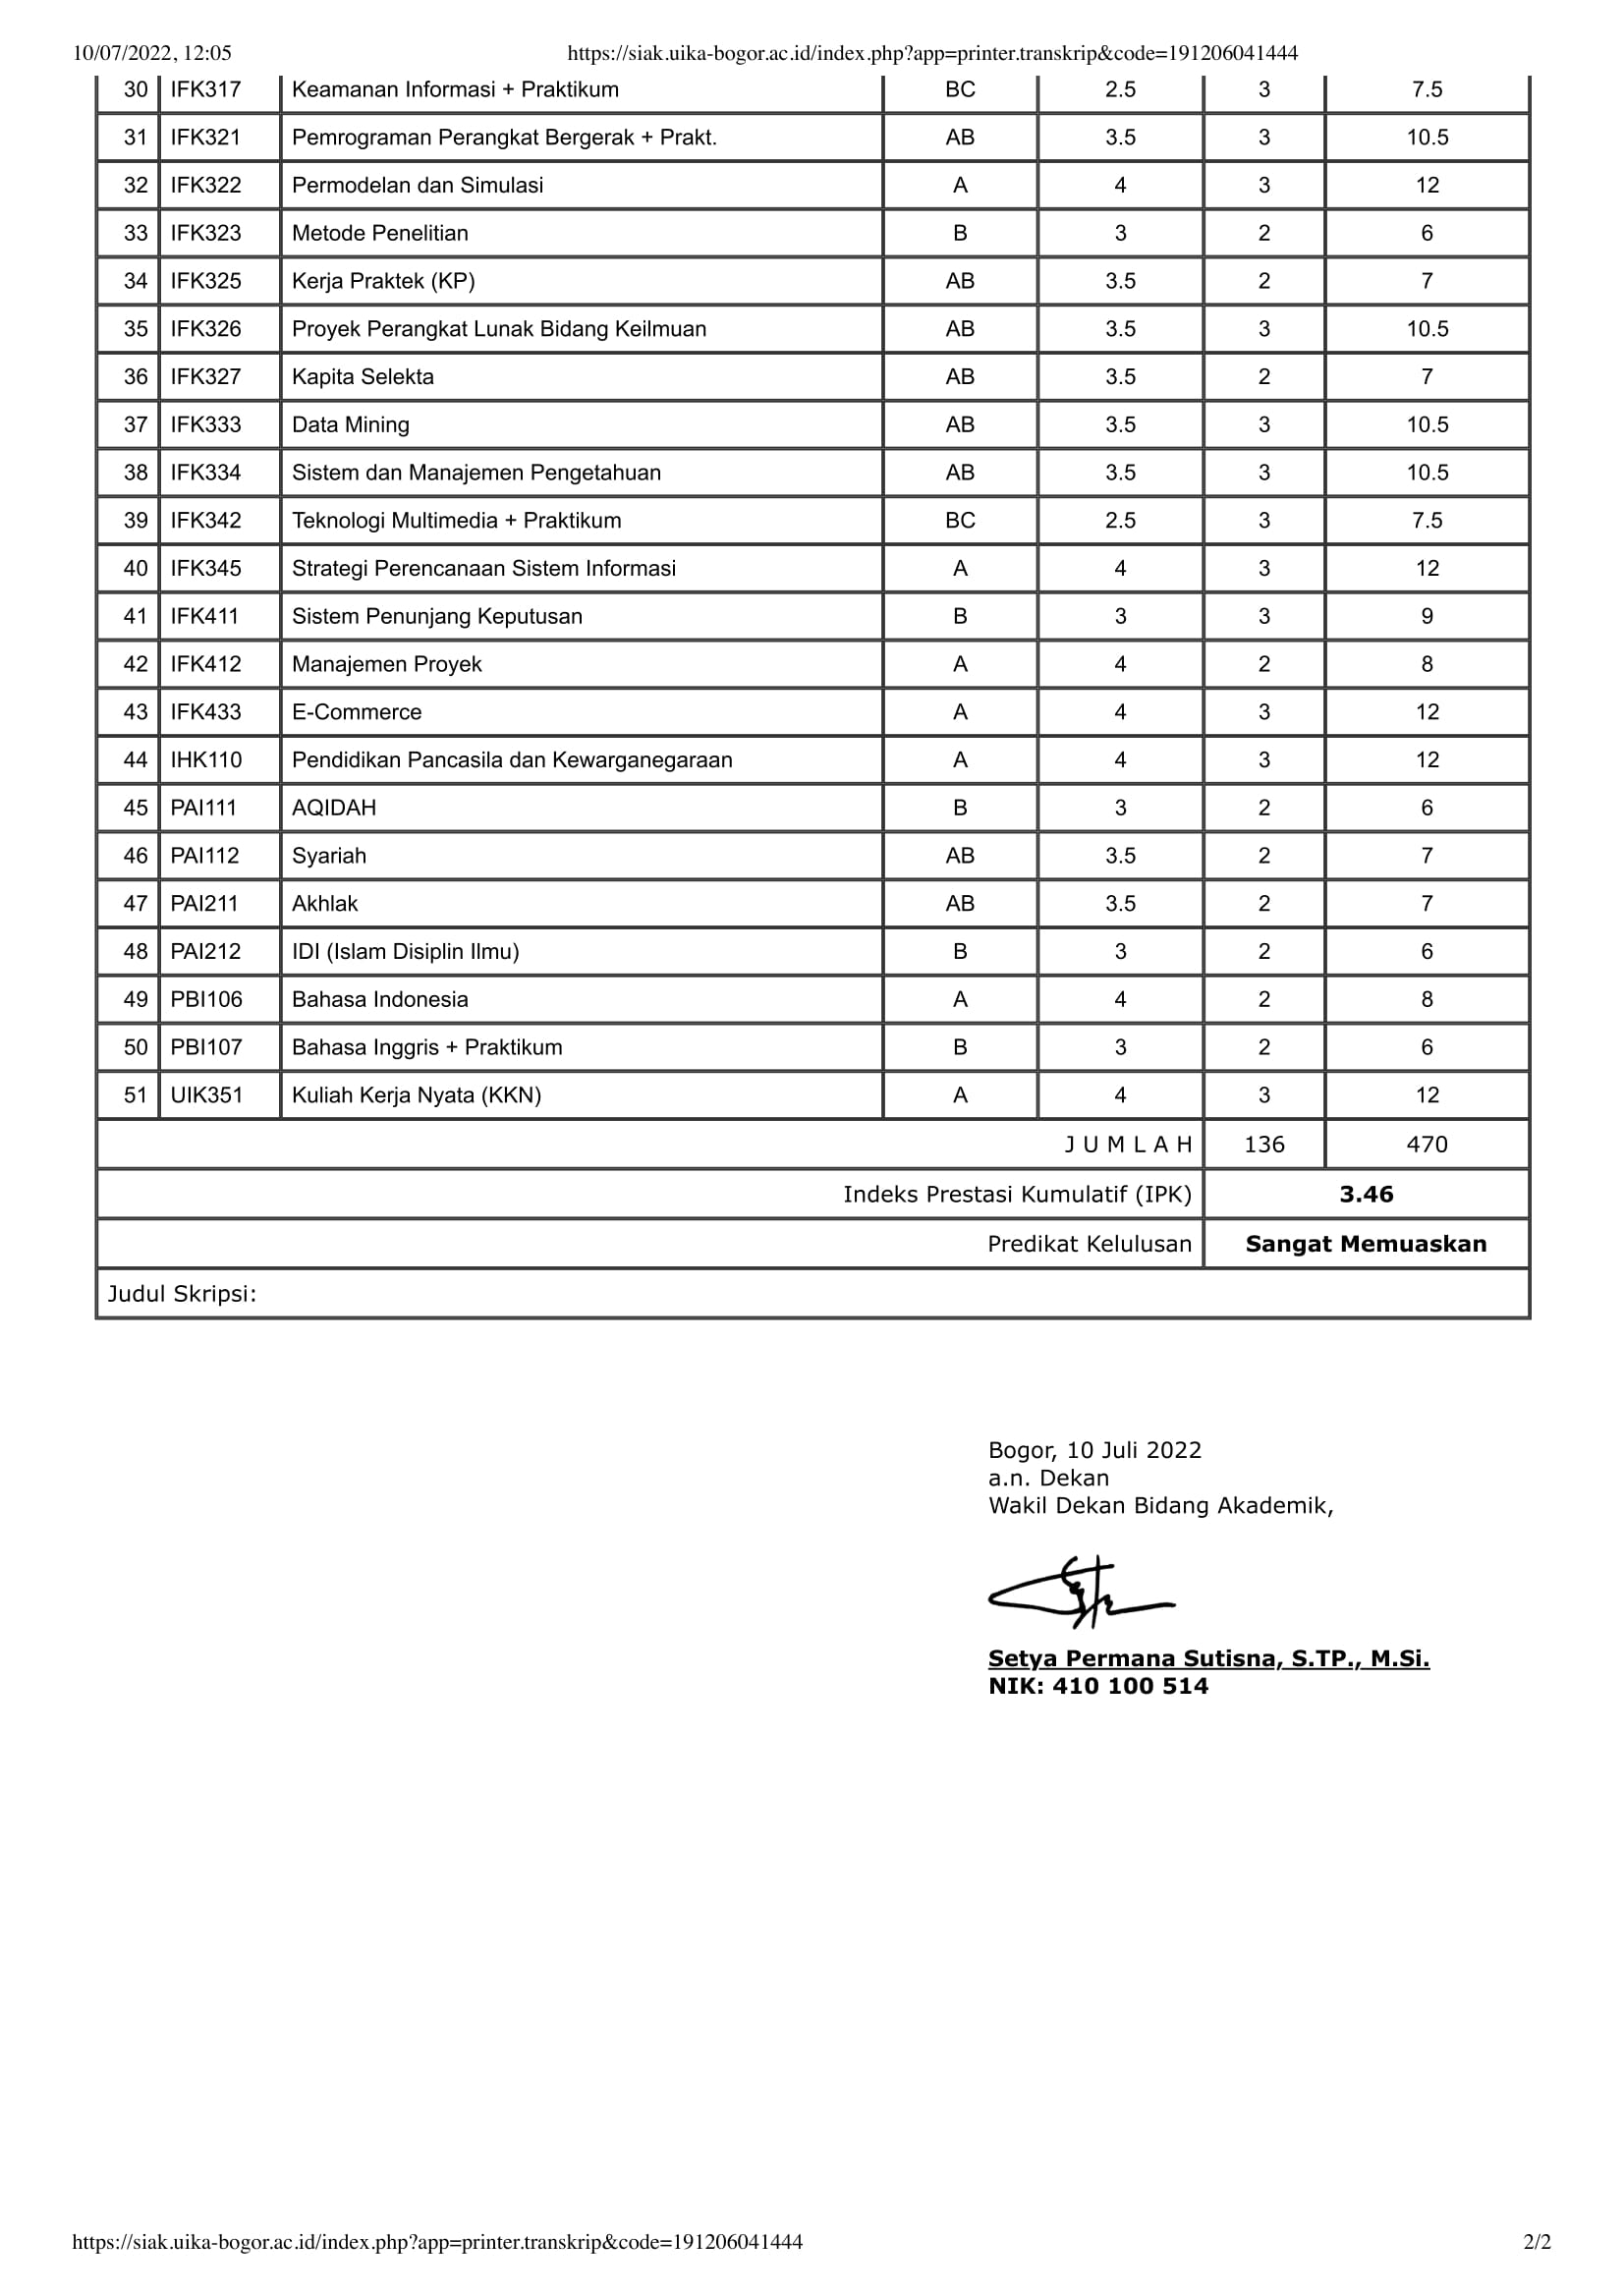 10/07/2022, 12:05 https://siak.uika-bogor.ac.id/index.php?app=printer.transkrip&code=191206041444
30 IFK317 Keamanan Informasi + Praktikum BC 2.5 3 7.5
31 IFK321 Pemrograman Perangkat Bergerak + Prakt. AB 3.5 3 10.5
32 IFK322 Permodelan dan Simulasi A 4 3 12
33 IFK323 Metode Penelitian B 3 2 6
34 IFK325 Kerja Praktek (KP) AB 3.5 2 7
35 IFK326 Proyek Perangkat Lunak Bidang Keilmuan AB 3.5 3 10.5
36 IFK327 Kapita Selekta AB 3.5 2 7
37 IFK333 Data Mining AB 3.5 3 10.5
38 IFK334 Sistem dan Manajemen Pengetahuan AB 3.5 3 10.5
39 IFK342 Teknologi Multimedia + Praktikum BC 2.5 3 7.5
40 IFK345 Strategi Perencanaan Sistem Informasi A 4 3 12
41 IFK411 Sistem Penunjang Keputusan B 3 3 9
42 IFK412 Manajemen Proyek A 4 2 8
43 IFK433 E-Commerce A 4 3 12
44 IHK110 Pendidikan Pancasila dan Kewarganegaraan A 4 3 12
45 PAI111 AQIDAH B 3 2 6
46 PAI112 Syariah AB 3.5 2 7
47 PAI211 Akhlak AB 3.5 2 7
48 PAI212 IDI (Islam Disiplin Ilmu) B 3 2 6
49 PBI106 Bahasa Indonesia A 4 2 8
50 PBI107 Bahasa Inggris + Praktikum B 3 2 6
51 UIK351 Kuliah Kerja Nyata (KKN) A 4 3 12
J U M L A H 136 470
Indeks Prestasi Kumulatif (IPK) 3.46
Predikat Kelulusan Sangat Memuaskan
Judul Skripsi:
Bogor, 10 Juli 2022
a.n. Dekan
Wakil Dekan Bidang Akademik,
Setya Permana Sutisna, S.TP., M.Si.
NIK: 410 100 514
https://siak.uika-bogor.ac.id/index.php?app=printer.transkrip&code=191206041444 2/2